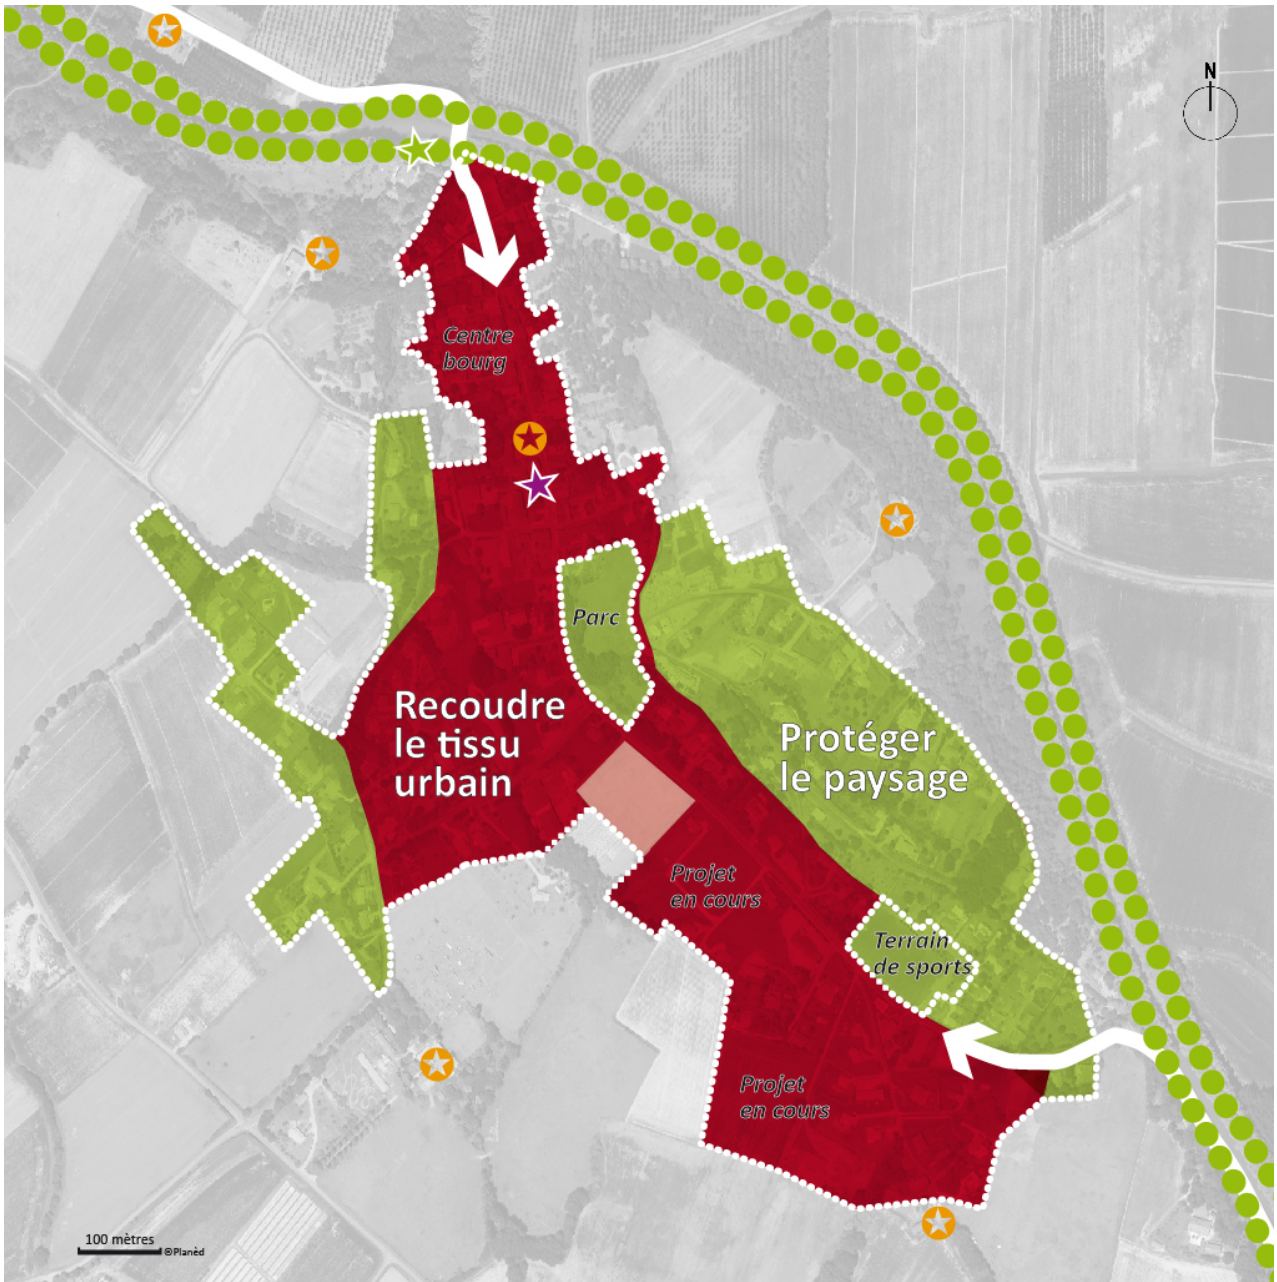 N
Centre
bourg
Parc
Recoudre
le tissu
urbain
Protéger
le paysage
Projet
en cours
Terrain
de sports
Projet
en cours
100 mètres
©Planèd